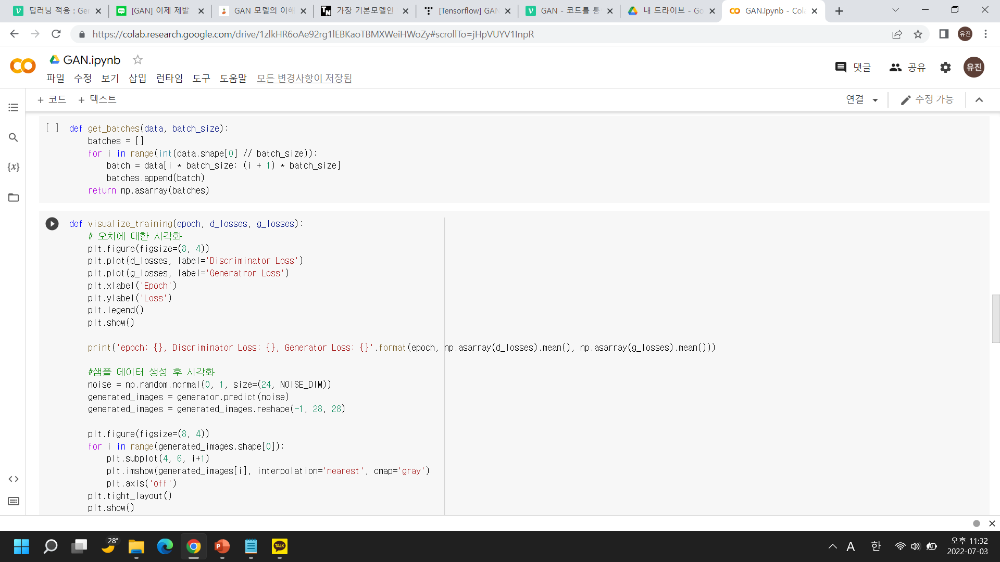 딥러닝 적용 : Ger
[GAN] 이제 제발
GAN 모델의 이해
가장 기본모델인
[Tensorflow] GAN
GAN - 코드를 통
내 드라이브 - Go
GAN.ipynb - Cola
https://colab.research.google.com/drive/1zlkHR6oAe92rg1lEBKaoTBMXWeiHWoZy#scrollTo=jHpVUYV1InpR
유진
GAN.ipynb
댓글
공유
유진
파일 수정 보기 삽입 런타임 도구 도움말 모든 변경사항이 저장됨
+ 코드 + 텍스트
연결
수정 가능
[ ] def get_batches(data, batch_size):
batches = []
for i in range(int(data.shape[0] // batch_size)):
batch = data[i * batch_size: (i + 1) * batch_size]
batches.append(batch)
return np.asarray(batches)
{x}
def visualize_training(epoch, d_losses, g_losses):
# 오차에 대한 시각화
plt.figure(figsize=(8, 4))
plt.plot(d_losses, label='Discriminator Loss')
plt.plot(g_losses, label='Generatror Loss')
plt.xlabel('Epoch')
plt.ylabel('Loss')
plt.legend()
plt.show()
print('epoch: {}, Discriminator Loss: {}, Generator Loss: {}'.format(epoch, np.asarray(d_losses).mean(), np.asarray(g_losses).mean()))
#샘플 데이터 생성 후 시각화
noise = np.random.normal(0, 1, size=(24, NOISE_DIM))
generated_images = generator.predict(noise)
generated_images = generated_images.reshape(-1, 28, 28)
plt.figure(figsize=(8, 4))
for i in range(generated_images.shape[0]):
plt.subplot(4, 6, i+1)
plt.imshow(generated_images[i], interpolation='nearest', cmap='gray')
plt.axis('off')
plt.tight_layout()
plt.show()
28°
TALK
A
한
오후 11:32
2022-07-03